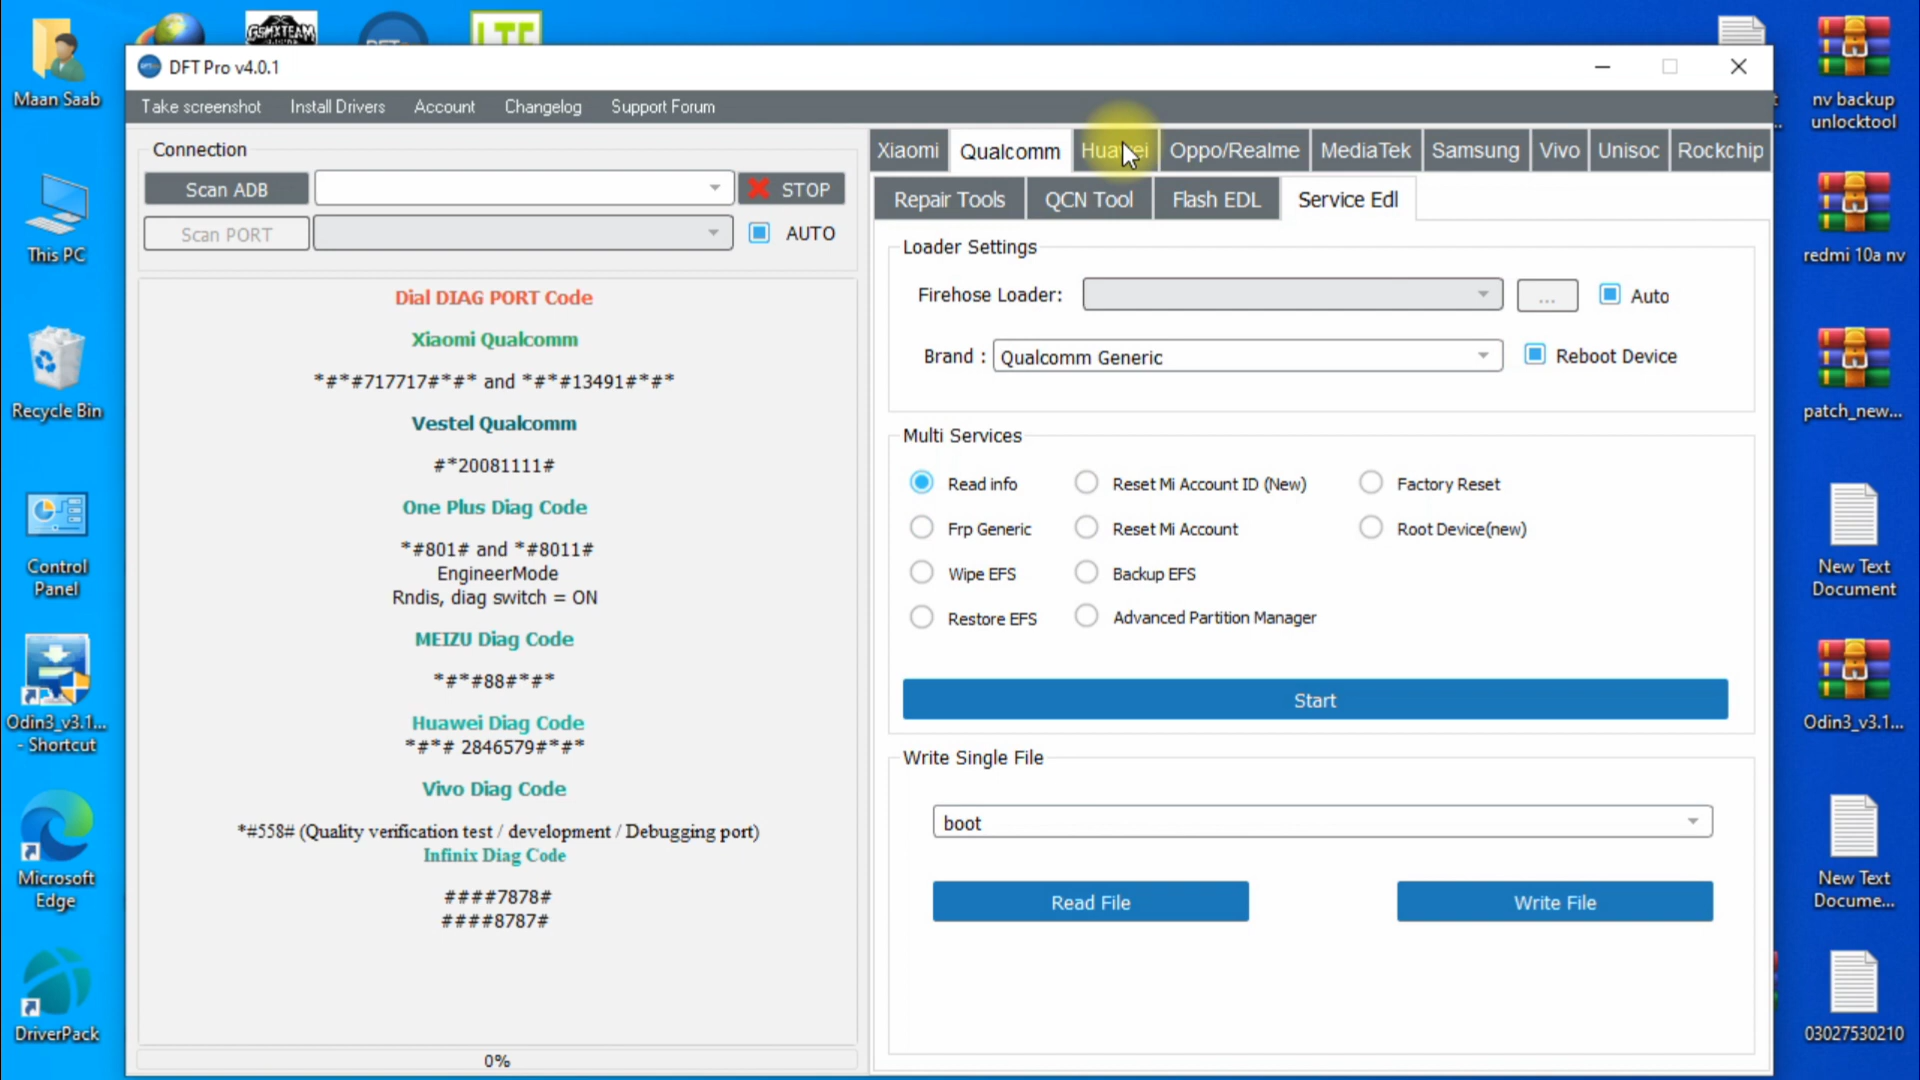 GSMXTEAM
LTE
DFT Pro v4.0.1
Take screenshot Install Drivers Account Changelog Support Forum
Connection
Scan ADB
STOP
Scan PORT
AUTO
Dial DIAG PORT Code
Xiaomi Qualcomm
*#*#717717#*#* and *#*#13491#*#*
Vestel Qualcomm
#*20081111#
One Plus Diag Code
*#801# and *#8011#
EngineerMode
Rndis, diag switch = ON
MEIZU Diag Code
*#*#88#*#*
Huawei Diag Code
*#*# 2846579#*#*
Vivo Diag Code
*#558# (Quality verification test / development / Debugging port)
Infinix Diag Code
####7878#
####8787#
0%
Xiaomi Qualcomm Huawei Oppo/Realme MediaTek Samsung Vivo Unisoc Rockchip
Repair Tools QCN Tool Flash EDL Service Edl
Loader Settings
Firehose Loader:
...
Auto
Brand :
Qualcomm Generic
Reboot Device
Multi Services
Read info Reset Mi Account ID (New) Factory Reset
Frp Generic Reset Mi Account Root Device(new)
Wipe EFS Backup EFS
Restore EFS Advanced Partition Manager
Start
Write Single File
boot
Read File Write File
Maan Saab
This PC
Recycle Bin
Control
Panel
Odin3_v3.1...
- Shortcut
Microsoft
Edge
DriverPack
nv backup
unlocktool
redmi 10a nv
patch_new...
New Text
Document
Odin3_v3.1...
New Text
Docume...
03027530210